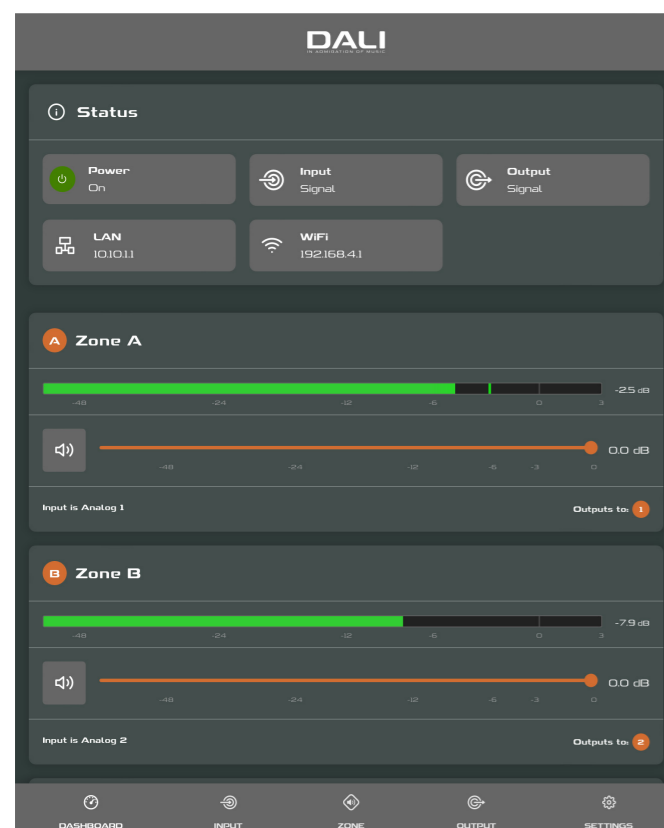 DALI
IN ADMIRATION OF MUSIC
Status
Power
On
Input
Signal
Output
Signal
LAN
10.10.1.1
WiFi
192.168.4.1
A Zone A
-2.5 dB
-48 -24 -12 -6 0 3
0.0 dB
-48 -24 -12 -6 -3 0
Input is Analog 1
Outputs to: 1
B Zone B
-7.9 dB
-48 -24 -12 -6 0 3
0.0 dB
-48 -24 -12 -6 -3 0
Input is Analog 2
Outputs to: 2
DASHBOARD INPUT ZONE OUTPUT SETTINGS